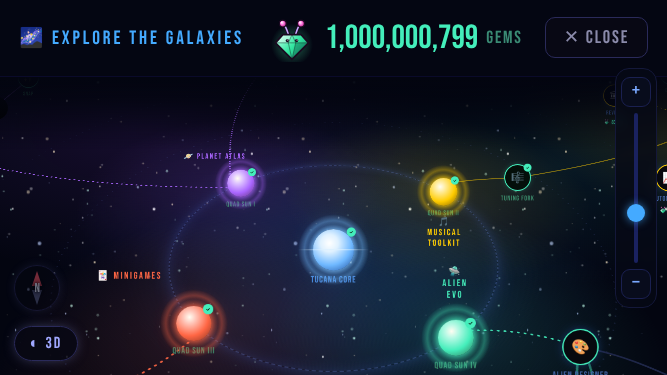 EXPLORE THE GALAXIES
1,000,000,799 GEMS
✕ CLOSE
+
PLANET ATLAS
QUAD SUN I
QUAD SUN II
TUNING FORK
MUSICAL
TOOLKIT
TUCANA CORE
MINIGAMES
ALIEN
EVO
N
−
3D
QUAD SUN III
QUAD SUN IV
ALIEN DESIGNER